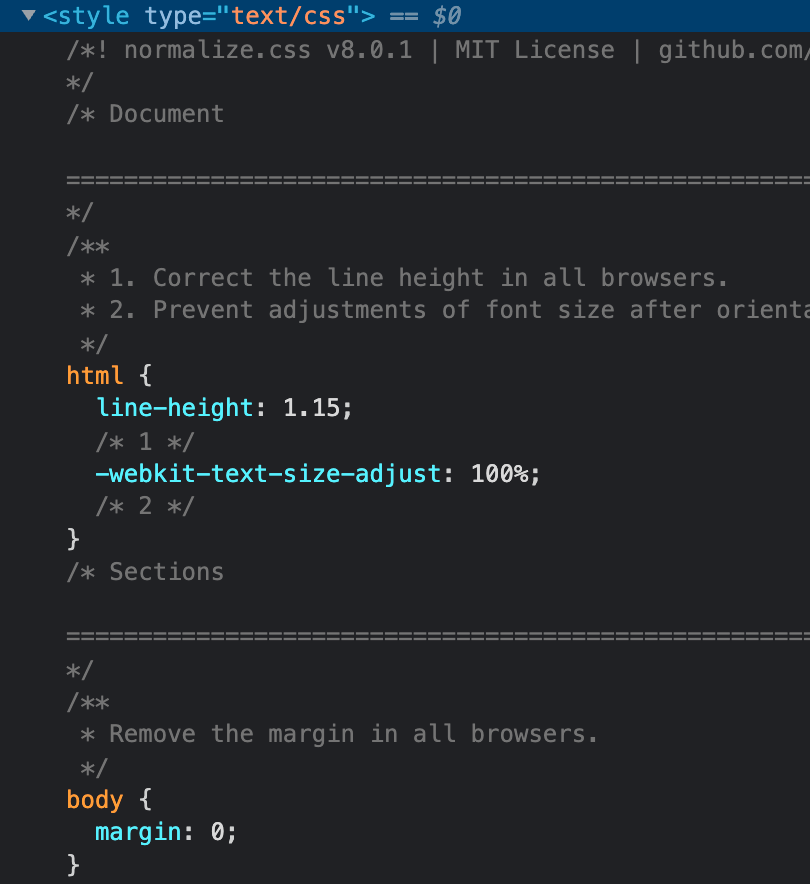 ▼<style type="text/css"> == $0
/*! normalize.css v8.0.1 | MIT License | github.com/
*/
/* Document
===================================================
*/
/**
 * 1. Correct the line height in all browsers.
 * 2. Prevent adjustments of font size after
 */
html {
  line-height: 1.15;
  /* 1 */
  -webkit-text-size-adjust: 100%;
  /* 2 */
}
/* Sections
===================================================
*/
/**
 * Remove the margin in all browsers.
 */
body {
  margin: 0;
}